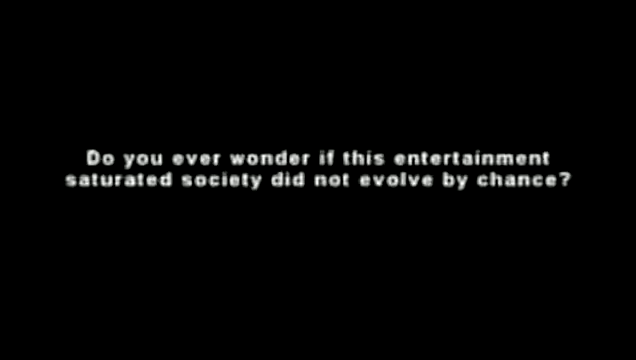 Do you ever wonder if this entertainment
saturated society did not evolve by chance?